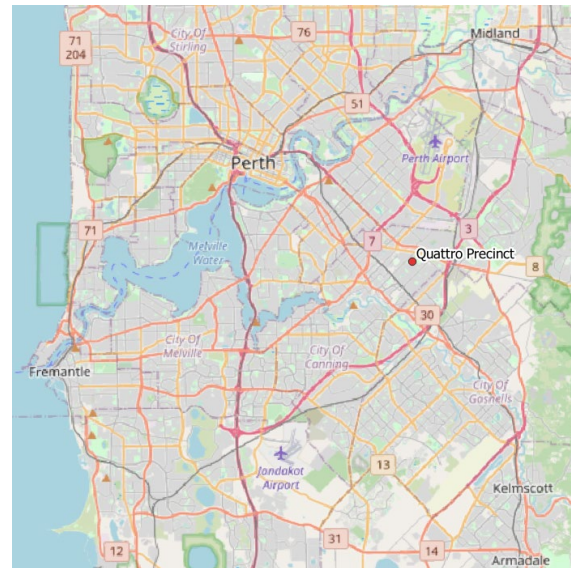 71
204
City Of
Stirling
76
Midland
51
Perth
Perth Airport
71
Melville
Water
7
3
Quattro Precinct
8
30
City Of
Melville
City Of
Canning
Fremantle
City Of
Gosnells
Jandakot
Airport
13
Kelmscott
12
31
14
Armadale